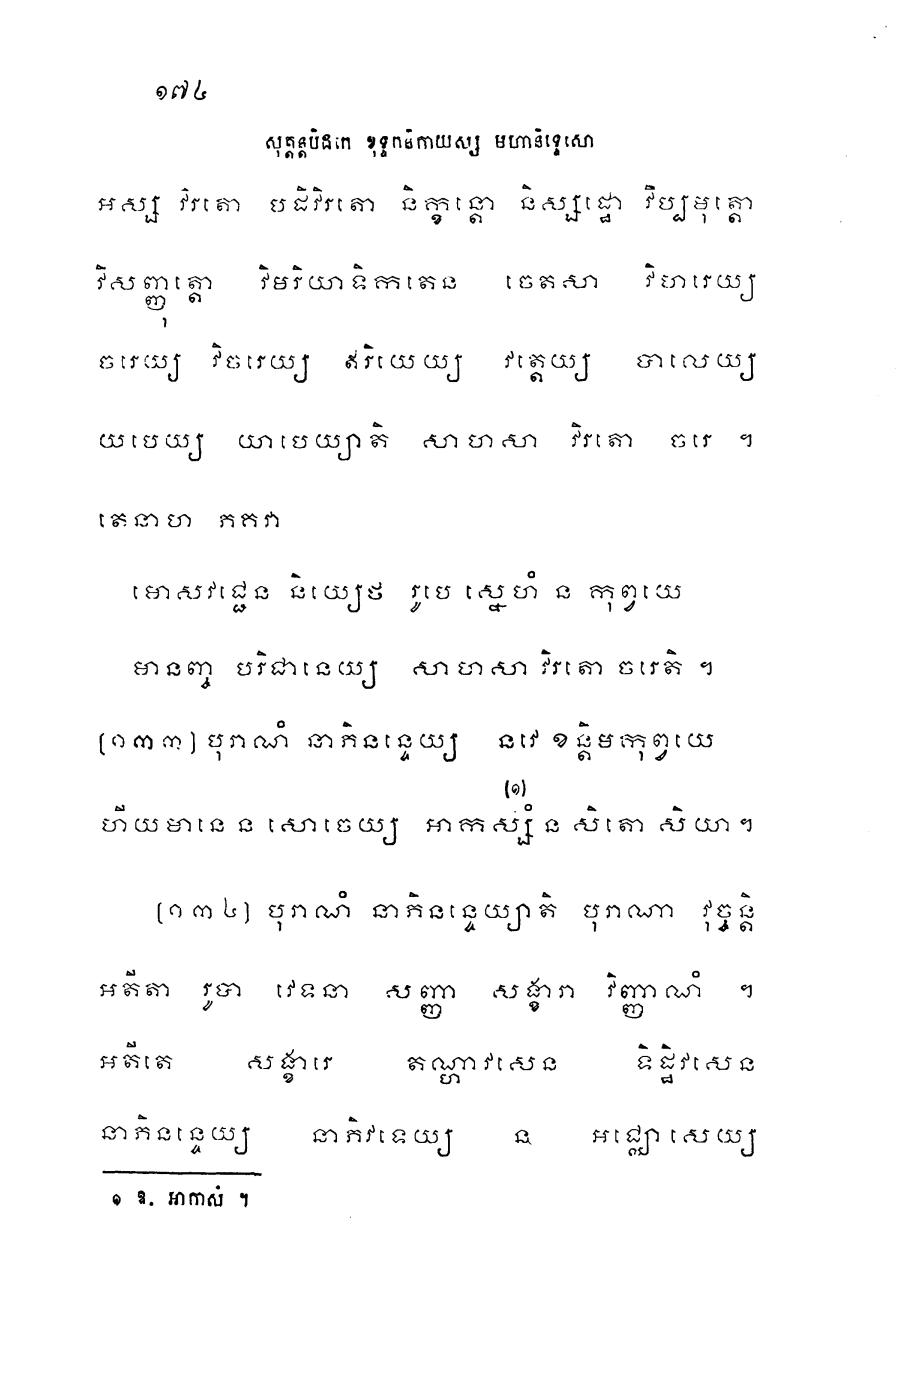 ១៧៤
សុត្តន្តបិដកេ ខុទ្ទកនិកាយស្ស មហានិទ្ទេសោ
អស្ស វិរតោ បដិវិរតោ និក្ខន្តោ និស្សដ្ឋោ វិប្បមុត្តោ
វិសញ្ញុត្តោ វិមរិយាទិកតេន ចេតសា វិហរេយ្យ
ចរេយ្យ វិចរេយ្យ ឥរិយេយ្យ វត្តេយ្យ បាលេយ្យ
យបេយ្យ យាបេយ្យាតិ សាហសា វិរតោ ចរេ ។
តេនាហ ភគវា
មោសវជ្ជេន និយ្យេថ រូបេ ស្នេហំ ន កុព្វយេ
មានញ្ច បរិជានេយ្យ សាហសា វិរតោ ចរេតិ ។
(១៣៣) បុរាណំ នាភិនន្ទេយ្យ នវេ ខន្តិមកុព្វយេ
(១)
ហីយមានេ ន សោចេយ្យ អាកស្សំ ន សិតោ សិយា។
(១៣៤) បុរាណំ នាភិនន្ទេយ្យាតិ បុរាណា វុច្ចន្តិ
អតីតា រូបា វេទនា សញ្ញា សង្ខារា វិញ្ញាណំ ។
អតីតេ សង្ខារេ តណ្ហាវសេន ទិដ្ឋិវសេន
នាភិនន្ទេយ្យ នាភិវទេយ្យ ន អជ្ឈោសេយ្យ
១ ឱ. អាកាសំ ។